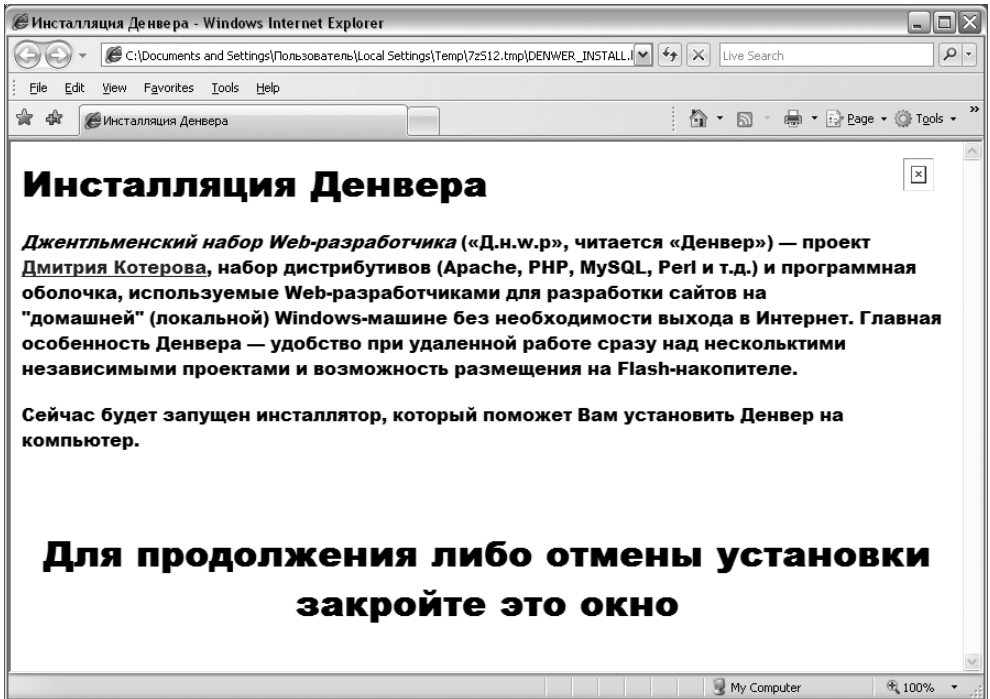 Инсталляция Денвера - Windows Internet Explorer
C:\Documents and Settings\Пользователь\Local Settings\Temp\7zS12.tmp\DENWER_INSTALL.
Live Search
File Edit View Favorites Tools Help
Инсталляция Денвера
Page Tools
Инсталляция Денвера
Джентльменский набор Web-разработчика («Д.н.w.р», читается «Денвер») — проект
Дмитрия Котерова, набор дистрибутивов (Apache, PHP, MySQL, Perl и т.д.) и программная
оболочка, используемые Web-разработчиками для разработки сайтов на
"домашней" (локальной) Windows-машине без необходимости выхода в Интернет. Главная
особенность Денвера — удобство при удаленной работе сразу над нескольктими
независимыми проектами и возможность размещения на Flash-накопителе.
Сейчас будет запущен инсталлятор, который поможет Вам установить Денвер на
компьютер.
Для продолжения либо отмены установки
закройте это окно
My Computer
100%